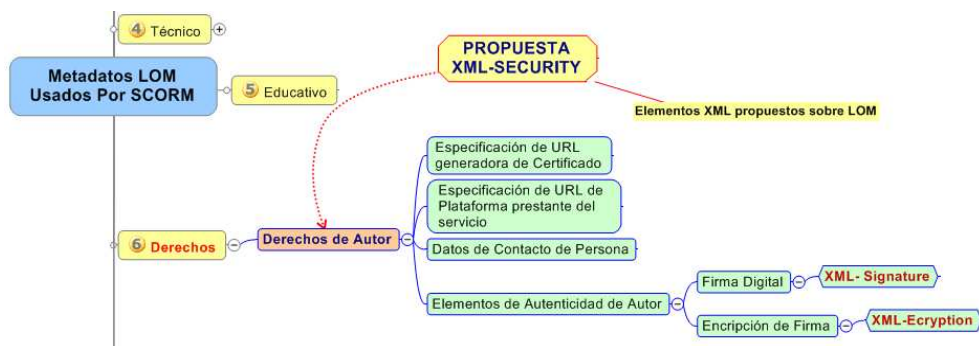 4 Técnico
PROPUESTA
XML-SECURITY
Metadatos LOM
Usados Por SCORM
5 Educativo
Elementos XML propuestos sobre LOM
Especificación de URL
generadora de Certificado
Especificación de URL de
Plataforma prestante del
servicio
6 Derechos
Derechos de Autor
Datos de Contacto de Persona
Elementos de Autenticidad de Autor
Firma Digital
XML- Signature
Encripción de Firma
XML-Ecryption